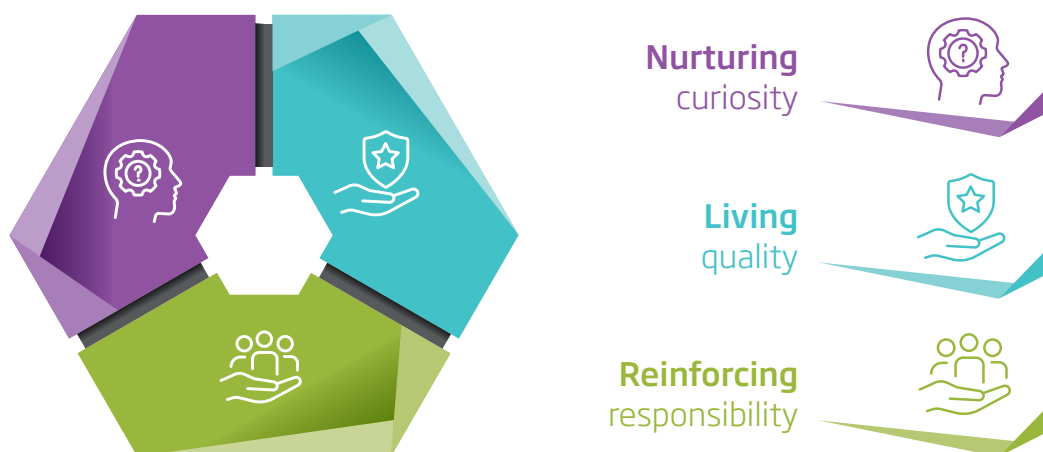 Nurturing
curiosity
Living
quality
Reinforcing
responsibility